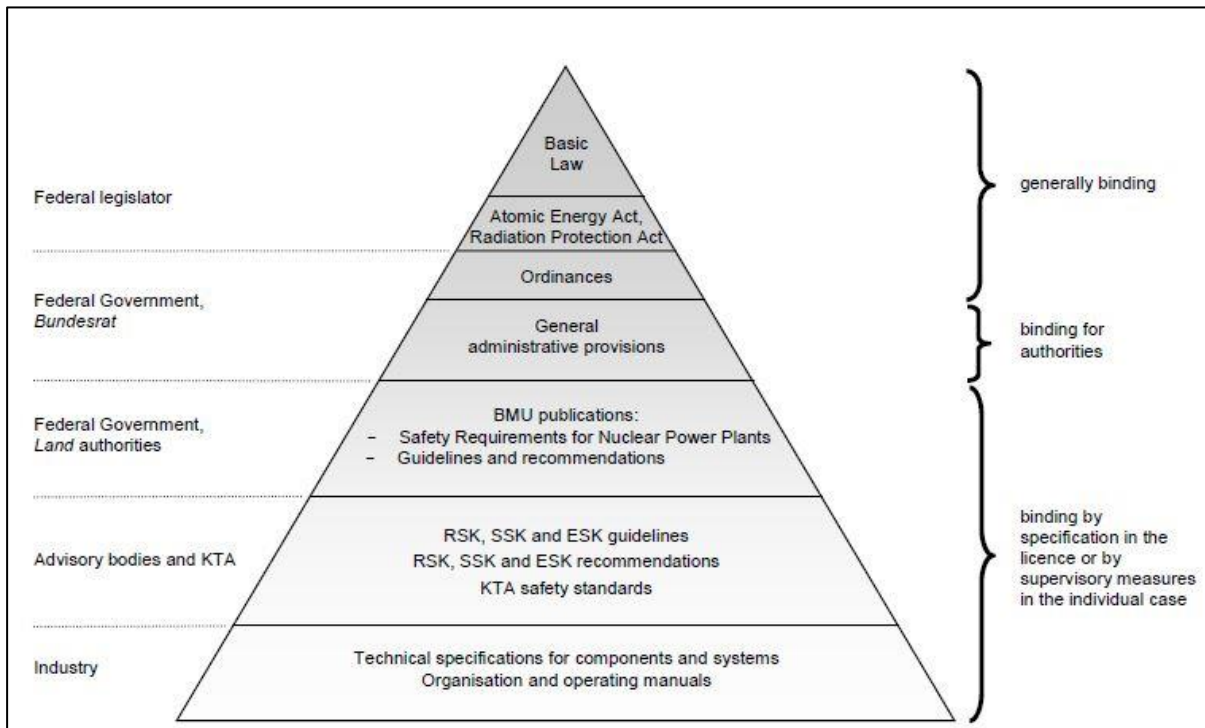 Basic
Law
Federal legislator
generally binding
Atomic Energy Act,
Radiation Protection Act
Ordinances
Federal Government,
Bundesrat
General
administrative provisions
binding for
authorities
Federal Government,
Land authorities
BMU publications:
– Safety Requirements for Nuclear Power Plants
– Guidelines and recommendations
Advisory bodies and KTA
RSK, SSK and ESK guidelines
RSK, SSK and ESK recommendations
KTA safety standards
binding by
specification in the
licence or by
supervisory measures
in the individual case
Industry
Technical specifications for components and systems
Organisation and operating manuals